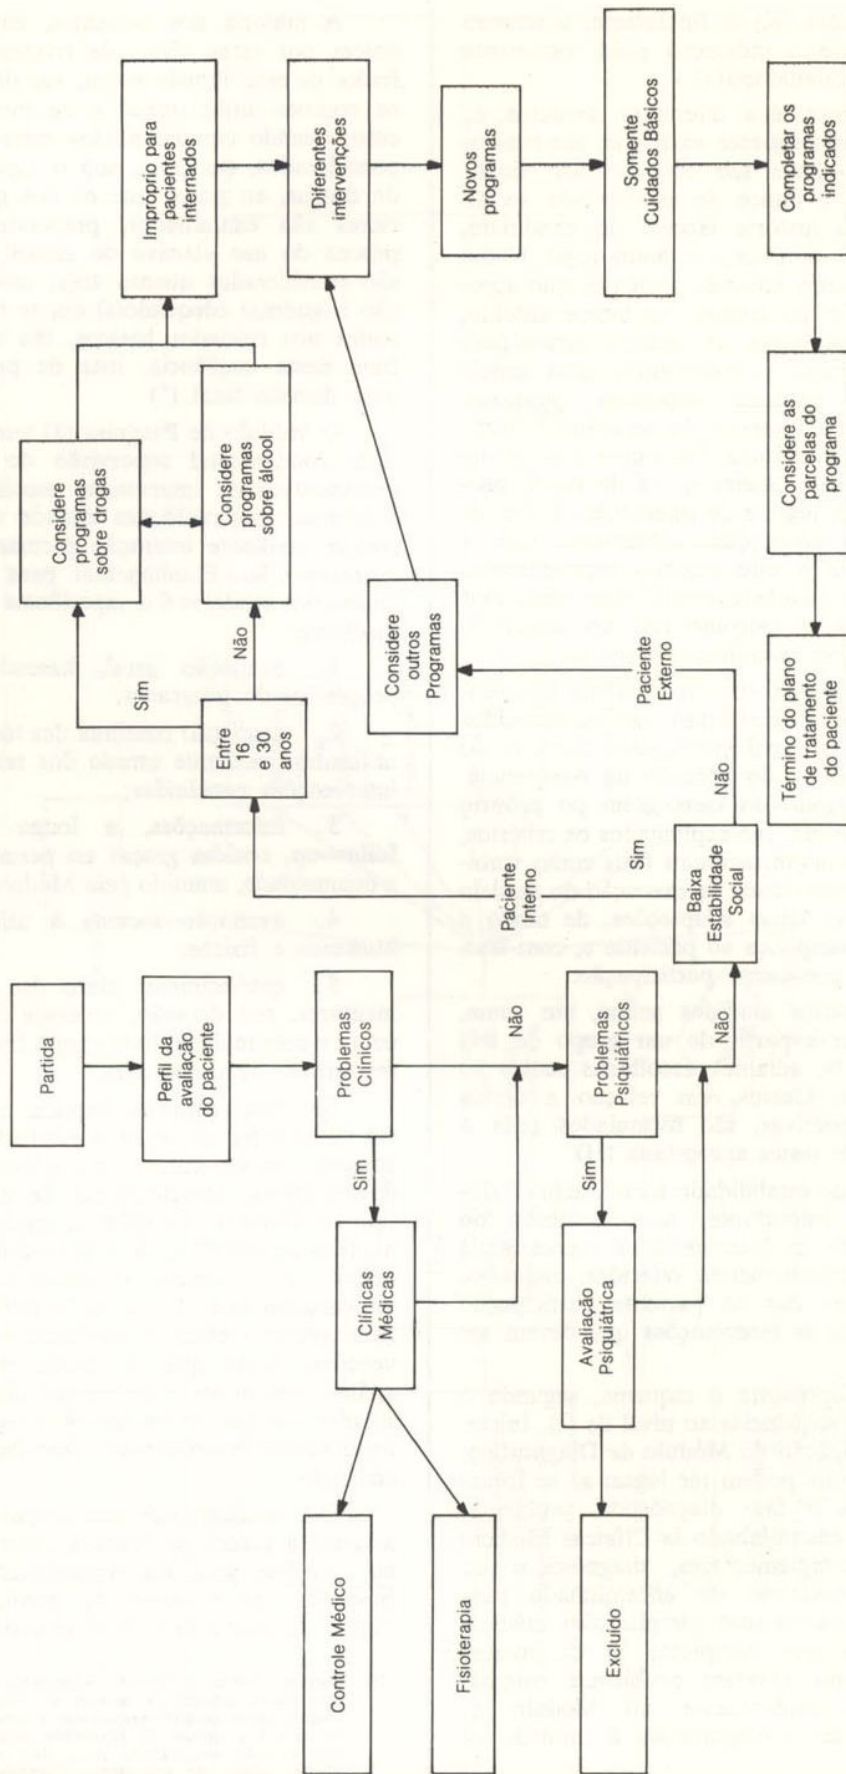 Partida
Perfil da
avaliação
do paciente
Problemas
Clínicos
Sim
Clínicas
Médicas
Controle Médico
Fisioterapia
Não
Problemas
Psiquiátricos
Sim
Avaliação
Psiquiátrica
Excluído
Não
Baixa
Estabilidade
Social
Sim
Paciente
Interno
Não
Paciente
Externo
Entre
16
e 30
anos
Sim
Não
Considere
programas
sobre drogas
Considere
programas
sobre álcool
Considere
outros
Programas
Impróprio para
pacientes
internados
Diferentes
intervenções
Novos
programas
Somente
Cuidados Básicos
Completar os
programas
indicados
Considere as
parcelas do
programa
Término do plano
de tratamento
do paciente